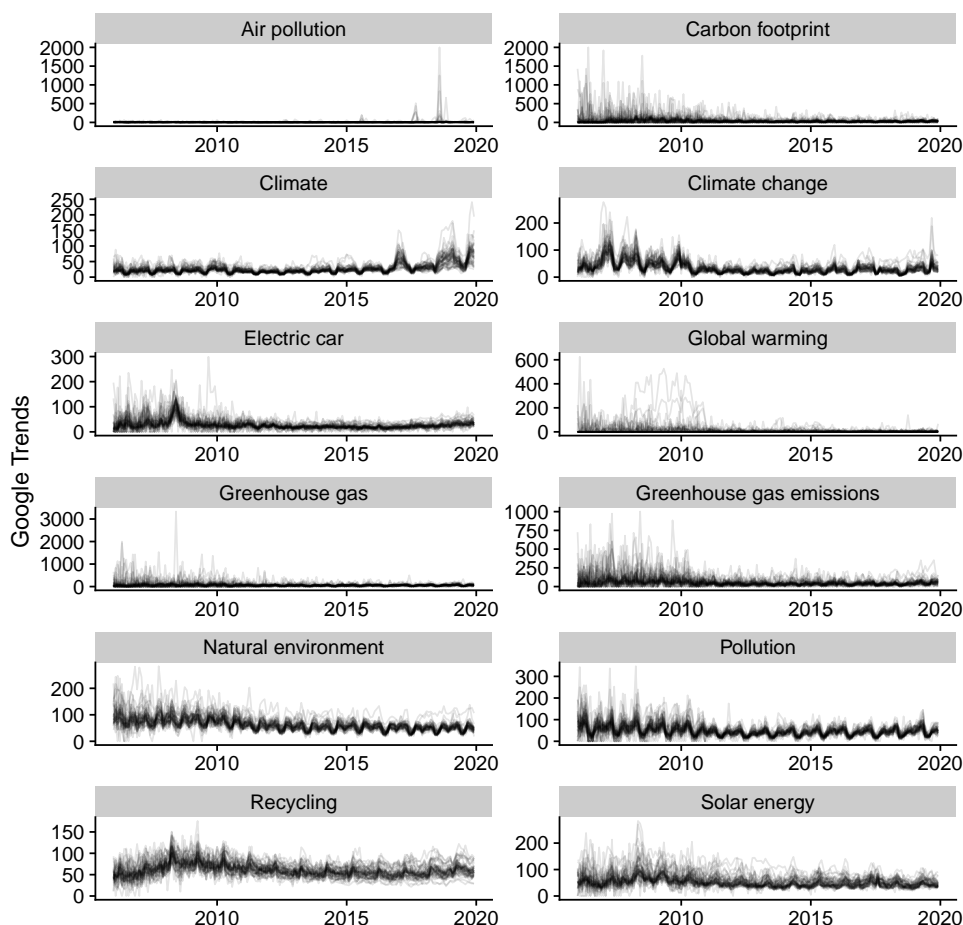 Google Trends
Air pollution
2000
1500
1000
500
0
2010 2015 2020
Carbon footprint
2000
1500
1000
500
0
2010 2015 2020
Climate
250
200
150
100
50
0
2010 2015 2020
Climate change
200
100
0
2010 2015 2020
Electric car
300
200
100
0
2010 2015 2020
Global warming
600
400
200
0
2010 2015 2020
Greenhouse gas
3000
2000
1000
0
2010 2015 2020
Greenhouse gas emissions
1000
750
500
250
0
2010 2015 2020
Natural environment
200
100
0
2010 2015 2020
Pollution
300
200
100
0
2010 2015 2020
Recycling
150
100
50
0
2010 2015 2020
Solar energy
200
100
0
2010 2015 2020